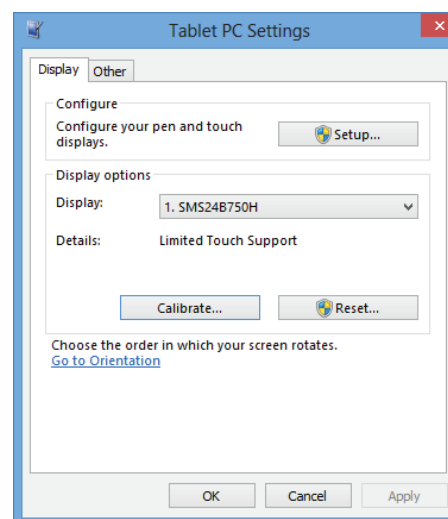 Tablet PC Settings
Display Other
Configure
Configure your pen and touch
displays.
Setup...
Display options
Display: 1. SMS24B750H
Details: Limited Touch Support
Calibrate... Reset...
Choose the order in which your screen rotates.
Go to Orientation
OK Cancel Apply